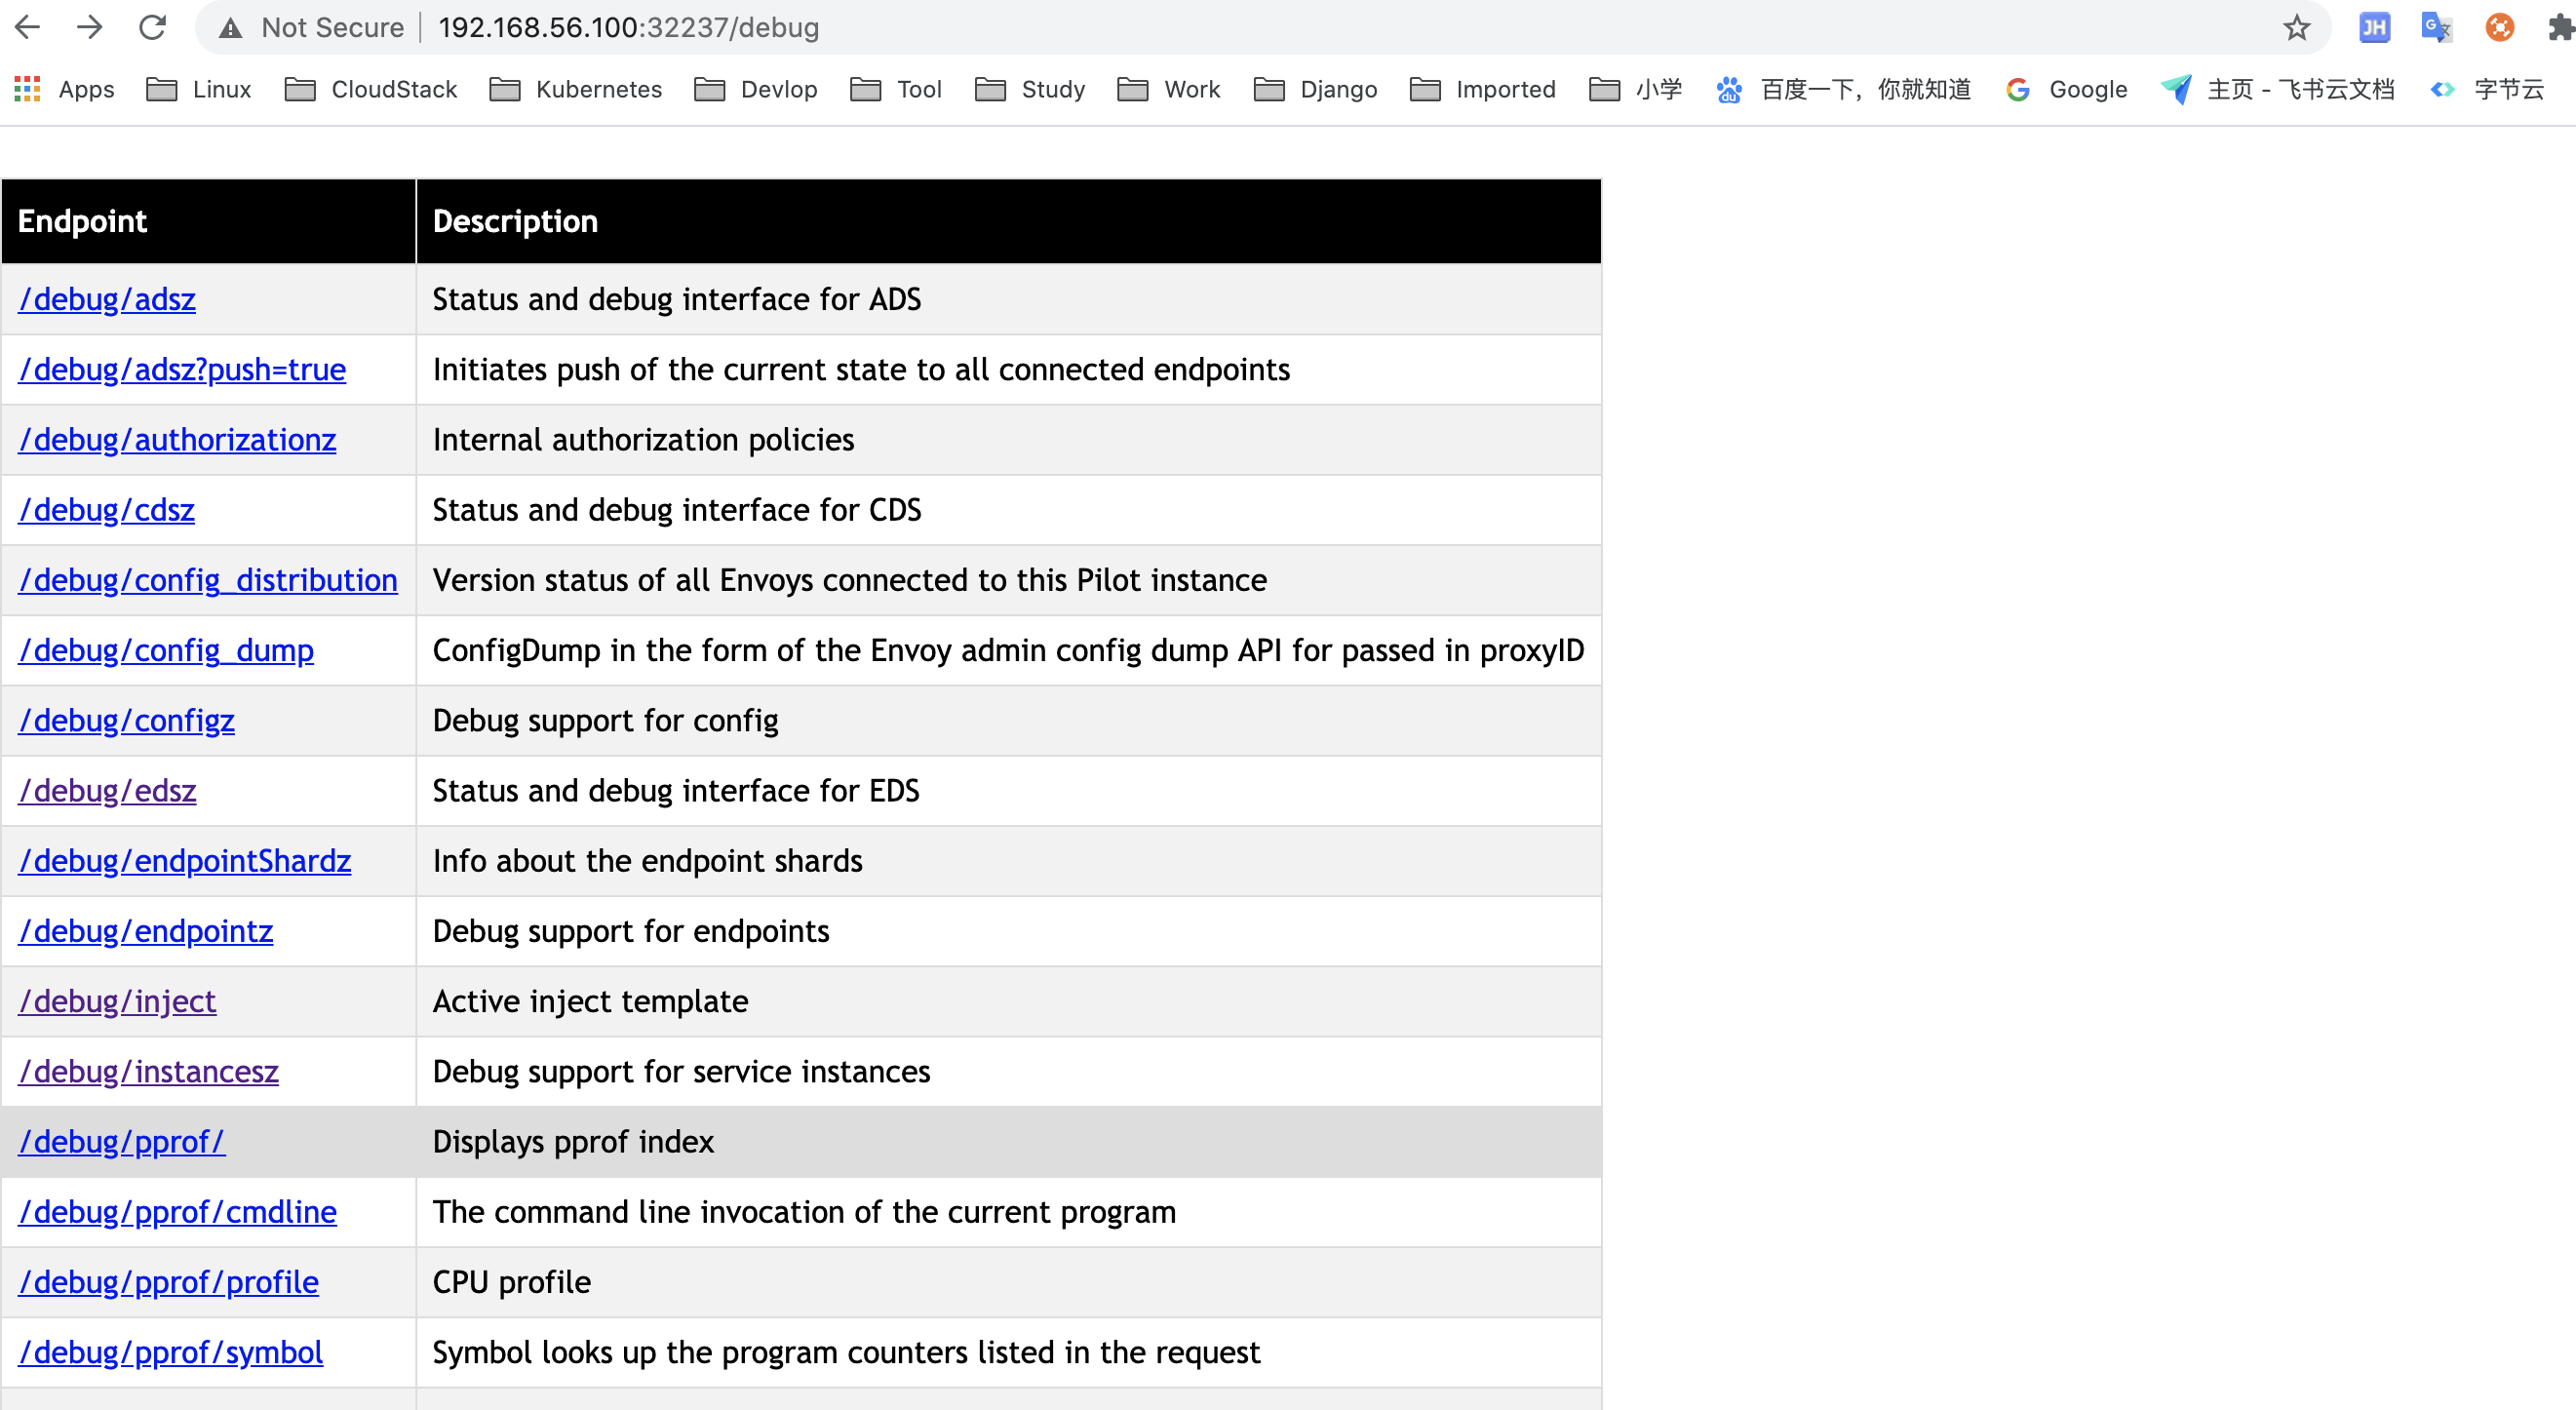 Not Secure | 192.168.56.100:32237/debug
JH G
Apps Linux CloudStack Kubernetes Devlop Tool Study Work Django Imported 小学 du 百度一下，你就知道 Google 主页 - 飞书云文档 字节云
Endpoint Description
/debug/adsz Status and debug interface for ADS
/debug/adsz?push=true Initiates push of the current state to all connected endpoints
/debug/authorizationz Internal authorization policies
/debug/cdsz Status and debug interface for CDS
/debug/config_distribution Version status of all Envoys connected to this Pilot instance
/debug/config_dump ConfigDump in the form of the Envoy admin config dump API for passed in proxyID
/debug/configz Debug support for config
/debug/edsz Status and debug interface for EDS
/debug/endpointShardz Info about the endpoint shards
/debug/endpointz Debug support for endpoints
/debug/inject Active inject template
/debug/instancesz Debug support for service instances
/debug/pprof/ Displays pprof index
/debug/pprof/cmdline The command line invocation of the current program
/debug/pprof/profile CPU profile
/debug/pprof/symbol Symbol looks up the program counters listed in the request